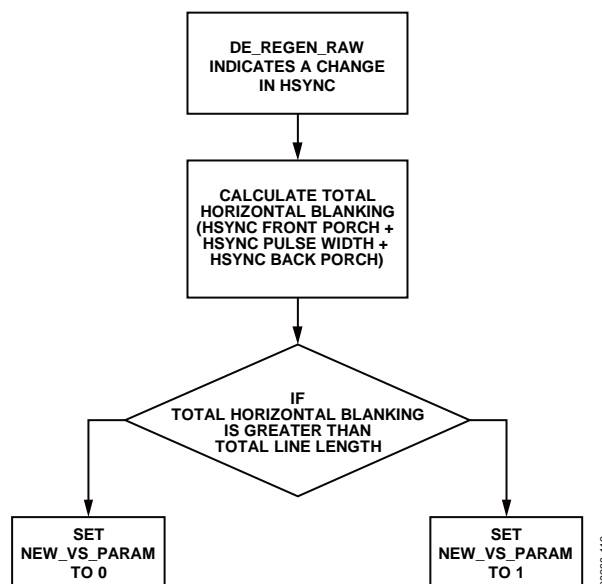 DE_REGEN_RAW
INDICATES A CHANGE
IN HSYNC
CALCULATE TOTAL
HORIZONTAL BLANKING
(HSYNC FRONT PORCH +
HSYNC PULSE WIDTH +
HSYNC BACK PORCH)
IF
TOTAL HORIZONTAL BLANKING
IS GREATER THAN
TOTAL LINE LENGTH
SET
NEW_VS_PARAM
TO 0
SET
NEW_VS_PARAM
TO 1